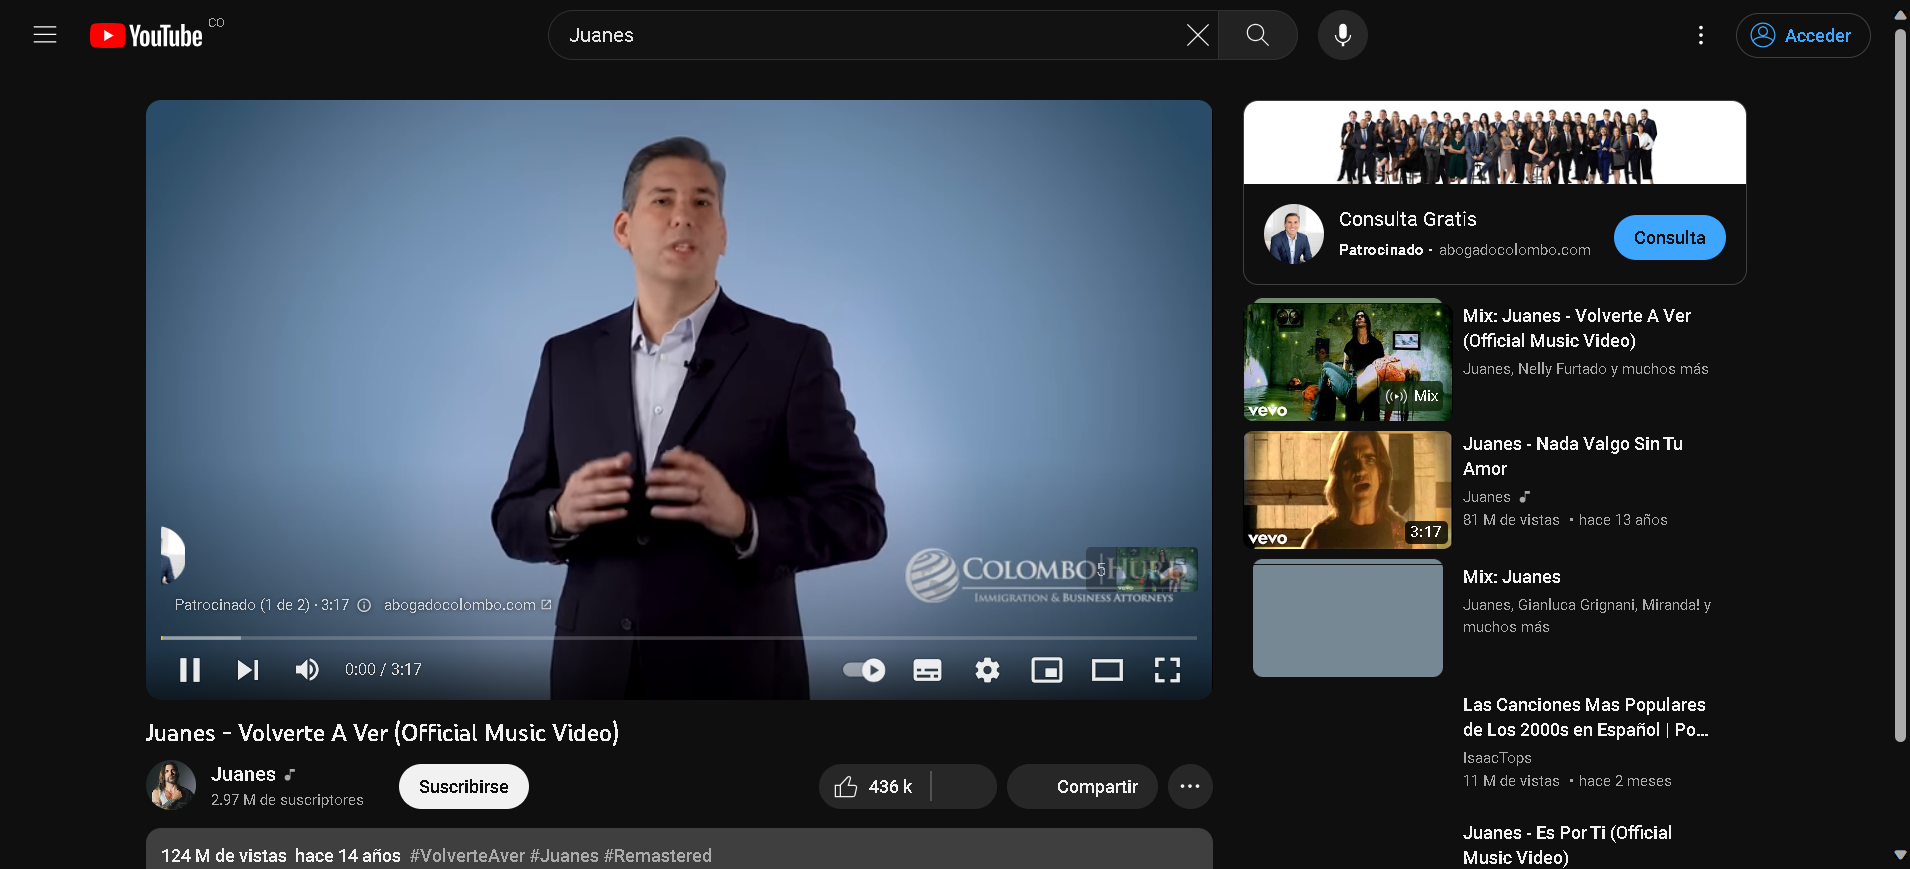 YouTube CO
Juanes
Acceder
COLOMBO
IMMIGRATION & BUSINESS ATTORNEYS
5
Patrocinado (1 de 2) · 3:17 abogadocolombo.com
0:00 / 3:17
Juanes - Volverte A Ver (Official Music Video)
Juanes
2.97 M de suscriptores
Suscribirse
436 k
Compartir
124 M de vistas hace 14 años #VolverteAver #Juanes #Remastered
Consulta Gratis
Patrocinado · abogadocolombo.com
Consulta
vevo
Mix
Mix: Juanes - Volverte A Ver
(Official Music Video)
Juanes, Nelly Furtado y muchos más
vevo
3:17
Juanes - Nada Valgo Sin Tu
Amor
Juanes
81 M de vistas • hace 13 años
Mix: Juanes
Juanes, Gianluca Grignani, Miranda! y
muchos más
Las Canciones Mas Populares
de Los 2000s en Español | Po...
IsaacTops
11 M de vistas • hace 2 meses
Juanes - Es Por Ti (Official
Music Video)